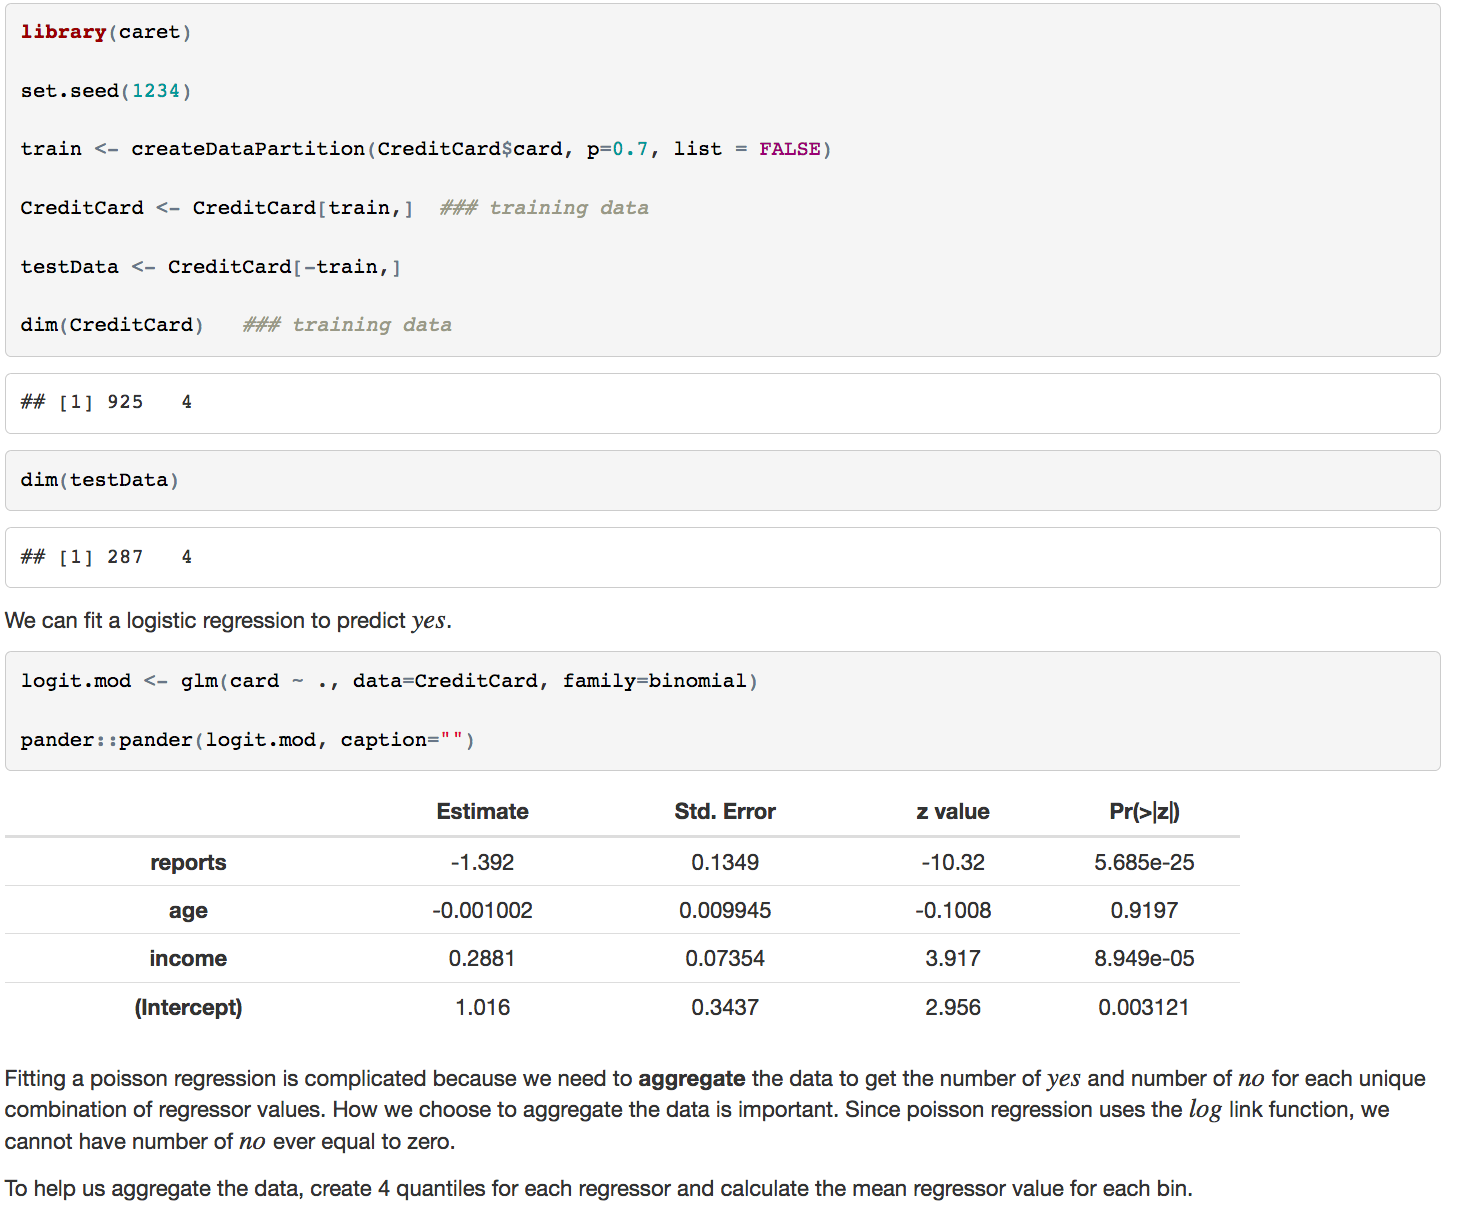 library(caret)
set.seed(1234)
train <- createDataPartition(CreditCard$card, p=0.7, list = FALSE)
CreditCard <- CreditCard[train,]  ### training data
testData <- CreditCard[-train,]
dim(CreditCard)   ### training data
## [1] 925   4
dim(testData)
## [1] 287   4
We can fit a logistic regression to predict yes.
logit.mod <- glm(card ~ ., data=CreditCard, family=binomial)
pander::pander(logit.mod, caption="")
Estimate Std. Error z value Pr(>|z|)
reports -1.392 0.1349 -10.32 5.685e-25
age -0.001002 0.009945 -0.1008 0.9197
income 0.2881 0.07354 3.917 8.949e-05
(Intercept) 1.016 0.3437 2.956 0.003121
Fitting a poisson regression is complicated because we need to aggregate the data to get the number of yes and number of no for each unique
combination of regressor values. How we choose to aggregate the data is important. Since poisson regression uses the log link function, we
cannot have number of no ever equal to zero.
To help us aggregate the data, create 4 quantiles for each regressor and calculate the mean regressor value for each bin.